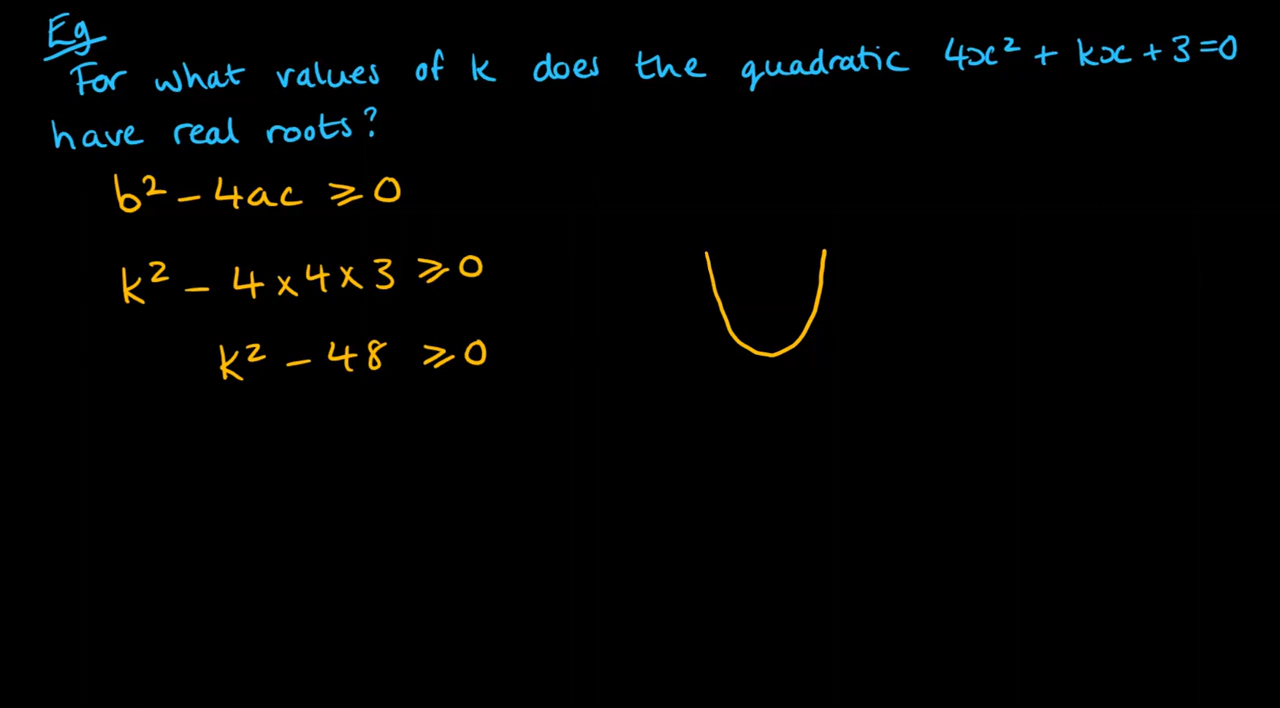 Eg
For what values of k does the quadratic 4x² + kx + 3 = 0
have real roots?
b² - 4ac ⩾ 0
k² - 4 × 4 × 3 ⩾ 0
k² - 48 ⩾ 0